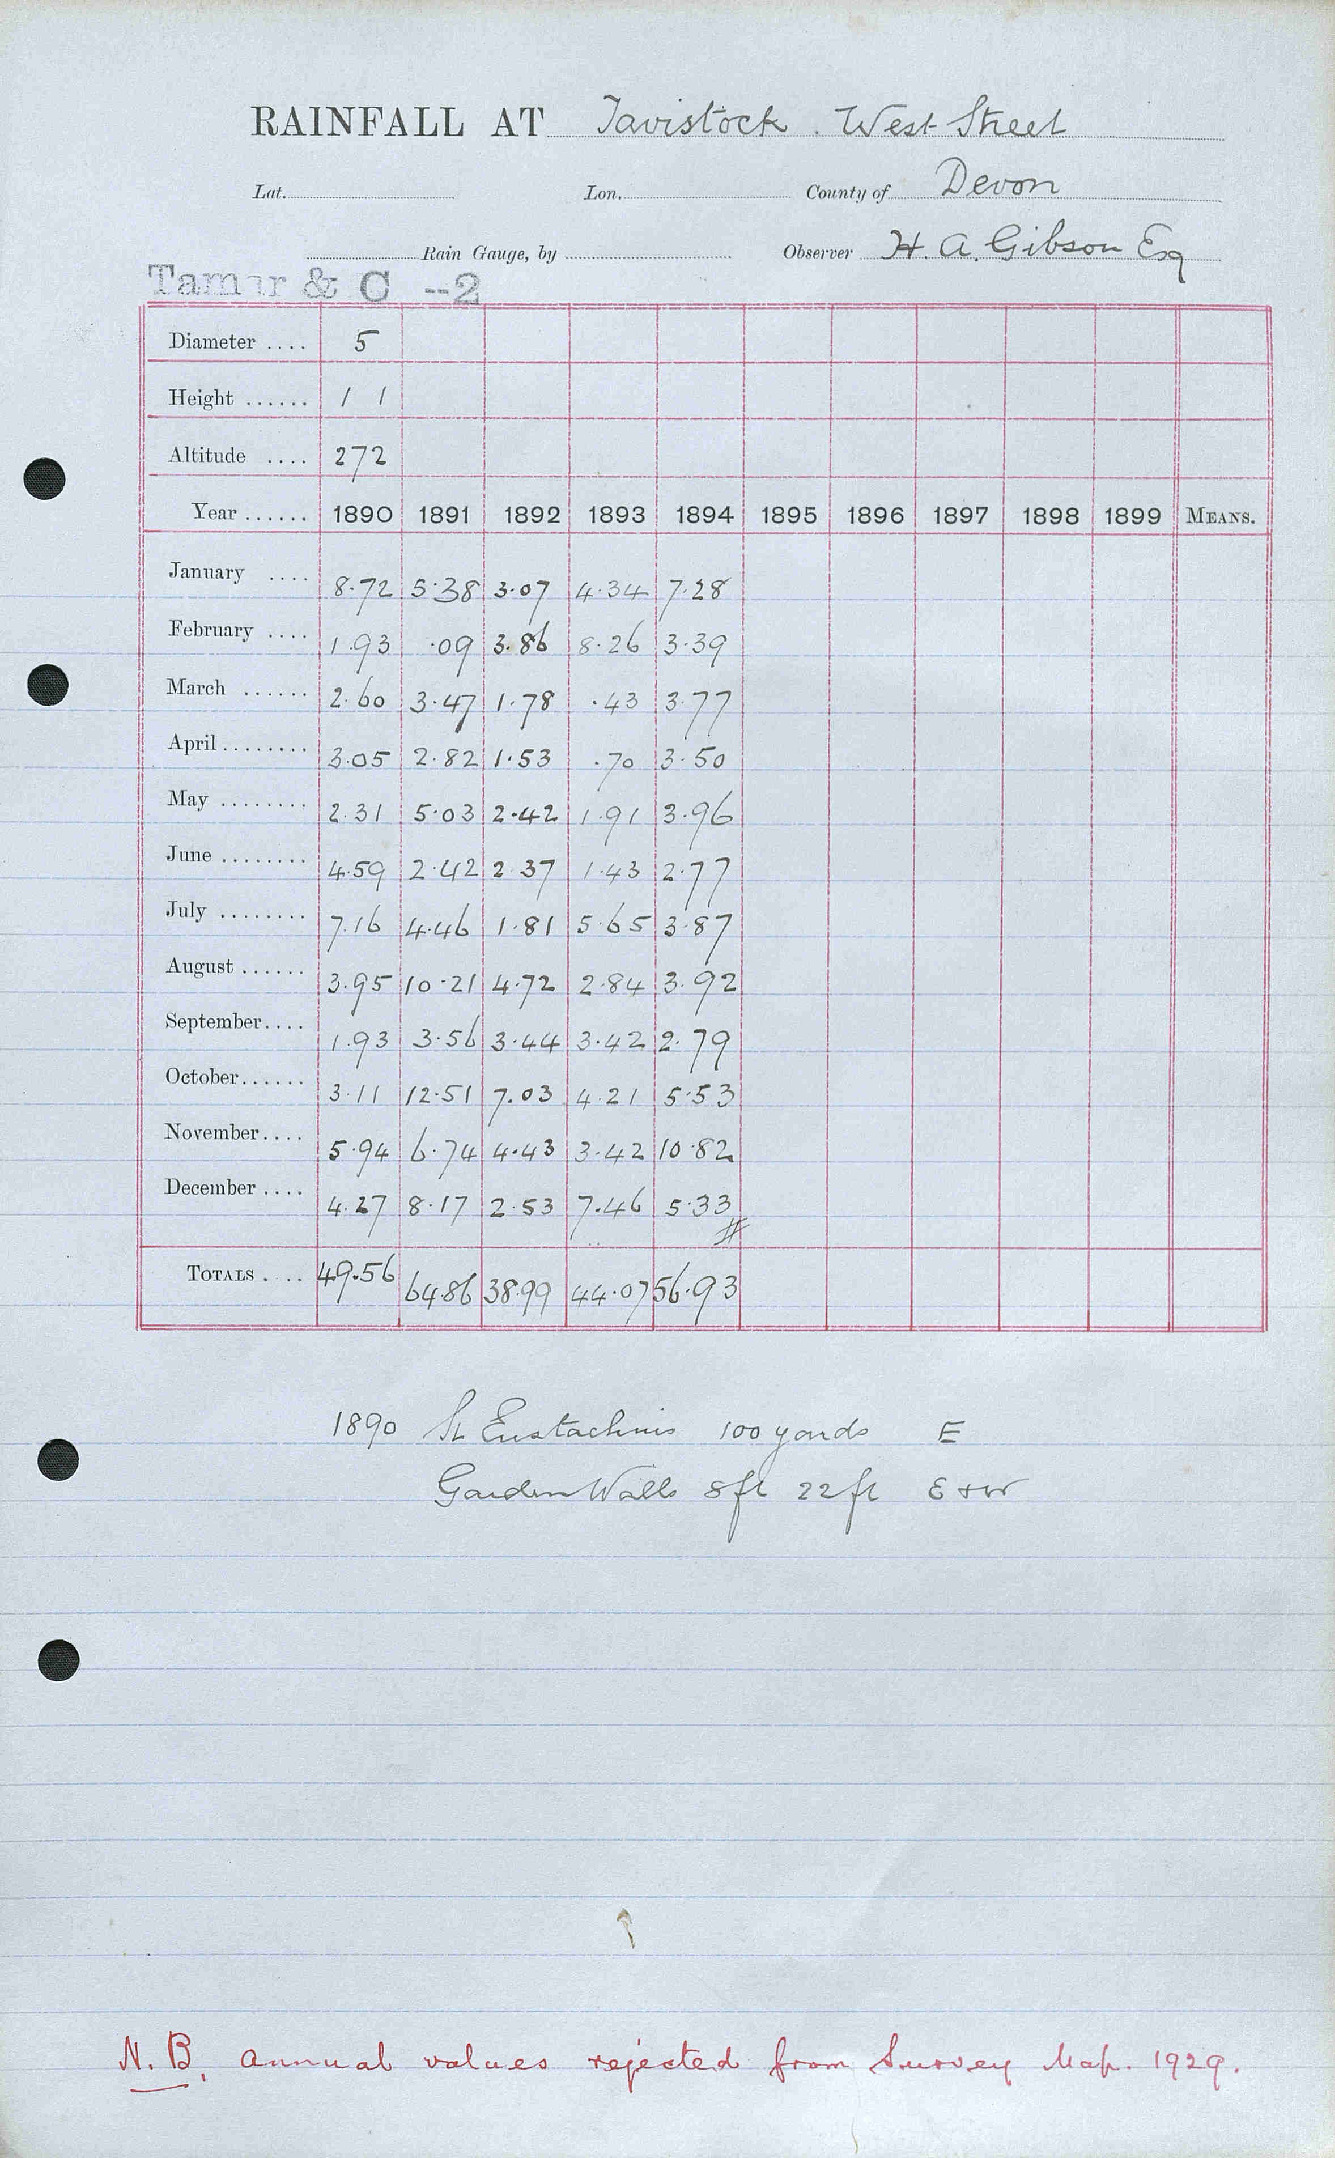 RAINFALL AT Tavistock . West Street
Lat. Lon. County of Devon
Rain Gauge, by Observer H. A. Gibson Esq
Tamar & C --2
Diameter .... 5
Height ...... 1 1
Altitude .... 272
Year ...... 1890 1891 1892 1893 1894 1895 1896 1897 1898 1899 MEANS.
January .... 8.72 5.38 3.07 4.34 7.28
February .... 1.93 .09 3.86 8.26 3.39
March ...... 2.60 3.47 1.78 .43 3.77
April ........ 3.05 2.82 1.53 .70 3.50
May ........ 2.31 5.03 2.42 1.91 3.96
June ........ 4.59 2.42 2.37 1.43 2.77
July ........ 7.16 4.46 1.81 5.65 3.87
August ...... 3.95 10.21 4.72 2.84 3.92
September.... 1.93 3.56 3.44 3.42 2.79
October...... 3.11 12.51 7.03 4.21 5.53
November.... 5.94 6.74 4.43 3.42 10.82
December .... 4.27 8.17 2.53 7.46 5.33
TOTALS .... 49.56 64.86 38.99 44.07 56.93
1890 St Eustachius 100 yards E
Garden Walls 8ft 22ft E & W
N.B. Annual values rejected from Survey Map. 1929.